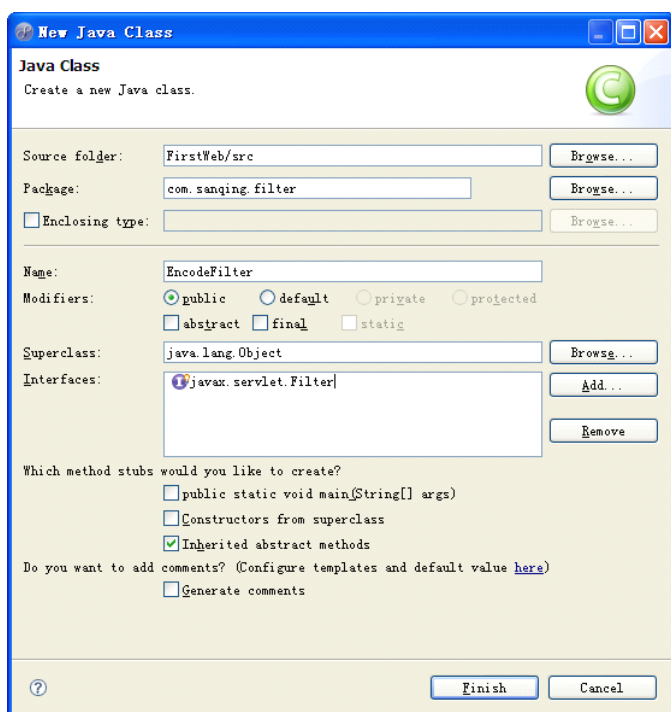 New Java Class
Java Class
Create a new Java class.
Source folder: FirstWeb/src Browse...
Package: com.sanqing.filter Browse...
Enclosing type: Browse...
Name: EncodeFilter
Modifiers: public default private protected
abstract final static
Superclass: java.lang.Object Browse...
Interfaces: javax.servlet.Filter Add...
Remove
Which method stubs would you like to create?
public static void main(String[] args)
Constructors from superclass
Inherited abstract methods
Do you want to add comments? (Configure templates and default value here)
Generate comments
Finish Cancel